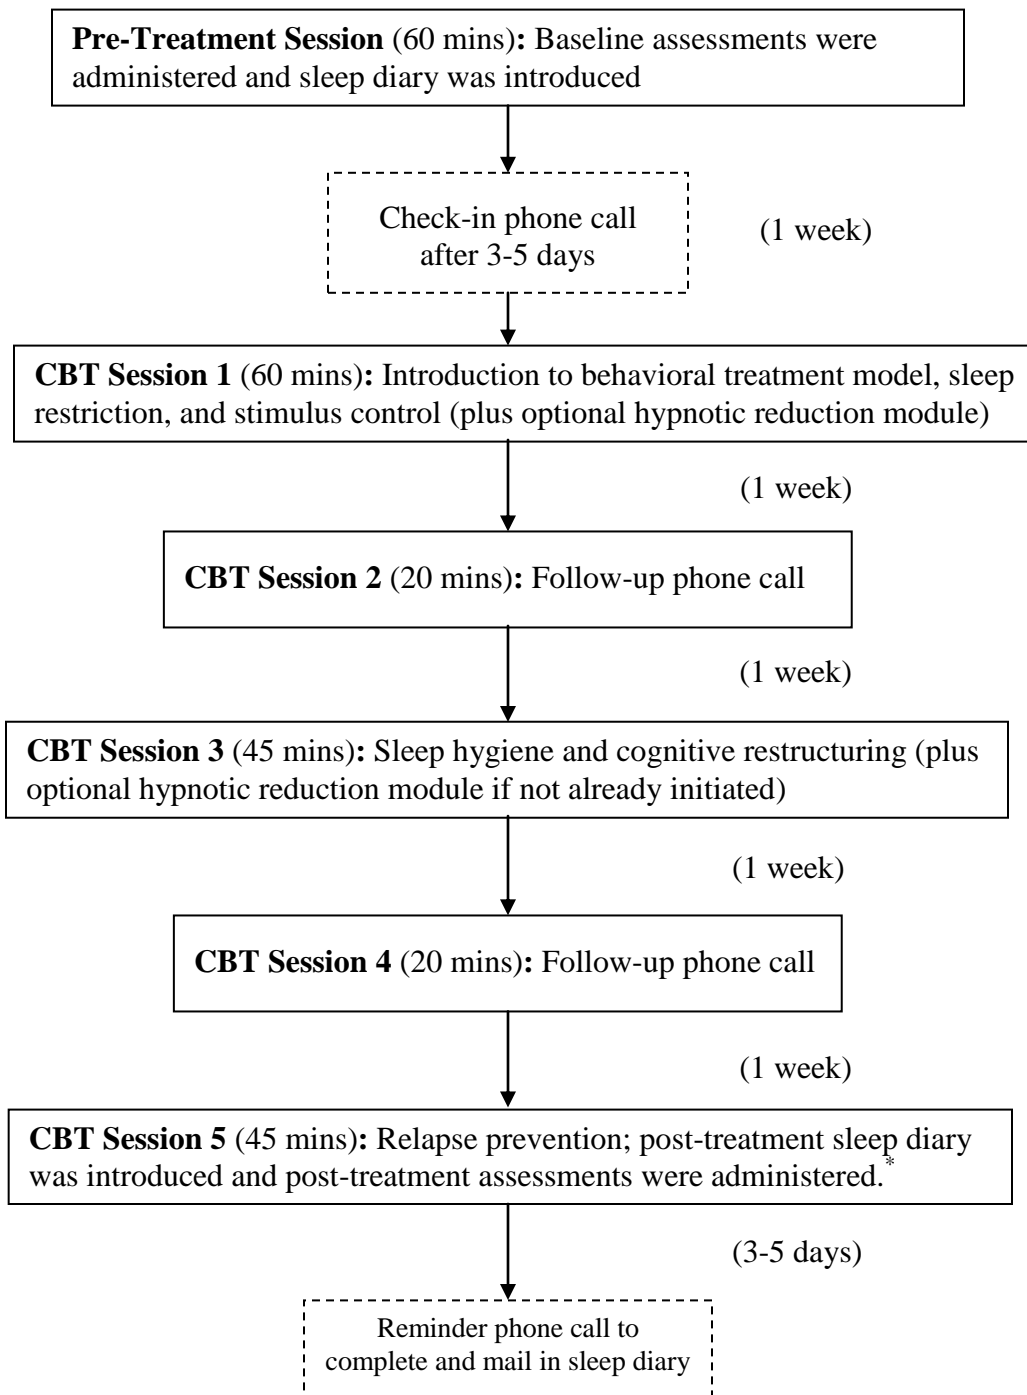 Pre-Treatment Session (60 mins): Baseline assessments were
administered and sleep diary was introduced
Check-in phone call
after 3-5 days
(1 week)
CBT Session 1 (60 mins): Introduction to behavioral treatment model, sleep
restriction, and stimulus control (plus optional hypnotic reduction module)
(1 week)
CBT Session 2 (20 mins): Follow-up phone call
(1 week)
CBT Session 3 (45 mins): Sleep hygiene and cognitive restructuring (plus
optional hypnotic reduction module if not already initiated)
(1 week)
CBT Session 4 (20 mins): Follow-up phone call
(1 week)
CBT Session 5 (45 mins): Relapse prevention; post-treatment sleep diary
was introduced and post-treatment assessments were administered.*
(3-5 days)
Reminder phone call to
complete and mail in sleep diary